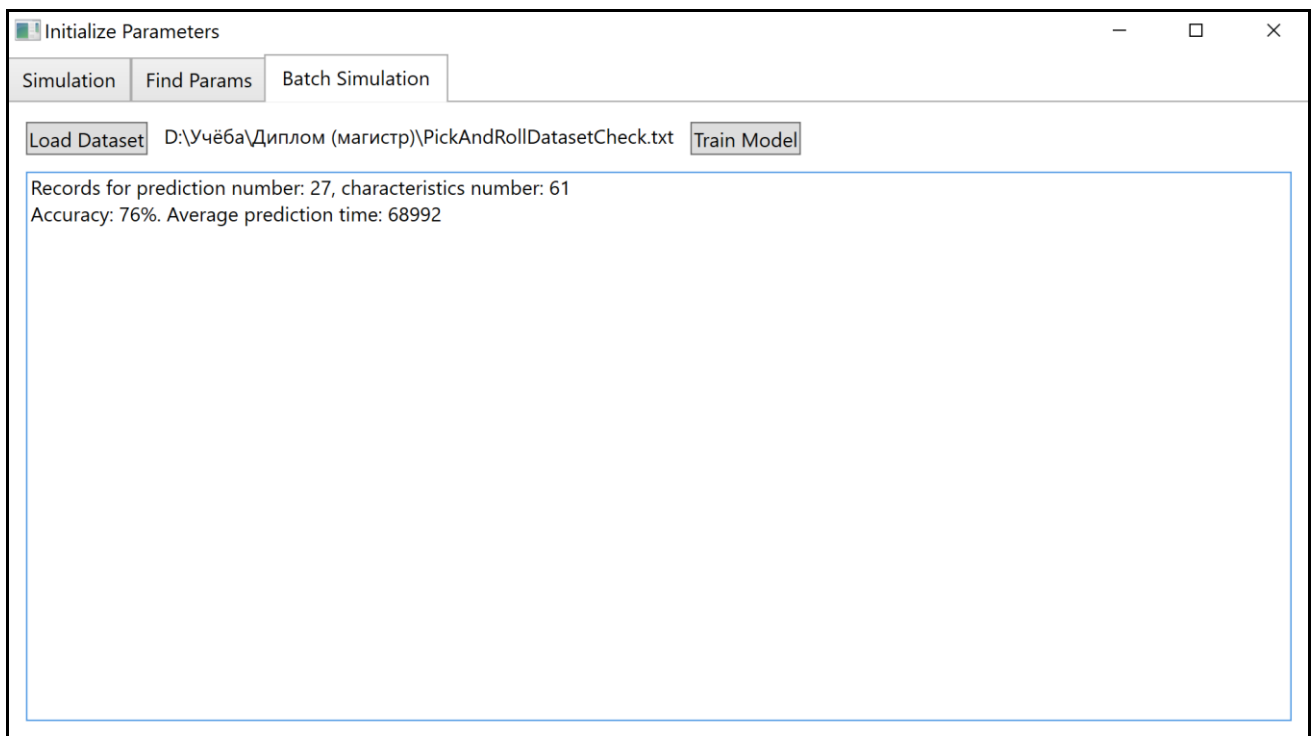 Initialize Parameters
Simulation Find Params Batch Simulation
Load Dataset D:\Учёба\Диплом (магистр)\PickAndRollDatasetCheck.txt Train Model
Records for prediction number: 27, characteristics number: 61
Accuracy: 76%. Average prediction time: 68992